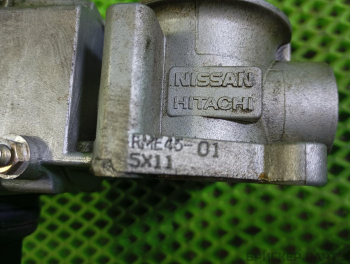 NISSAN
HITACHI
RME45-01
5X11